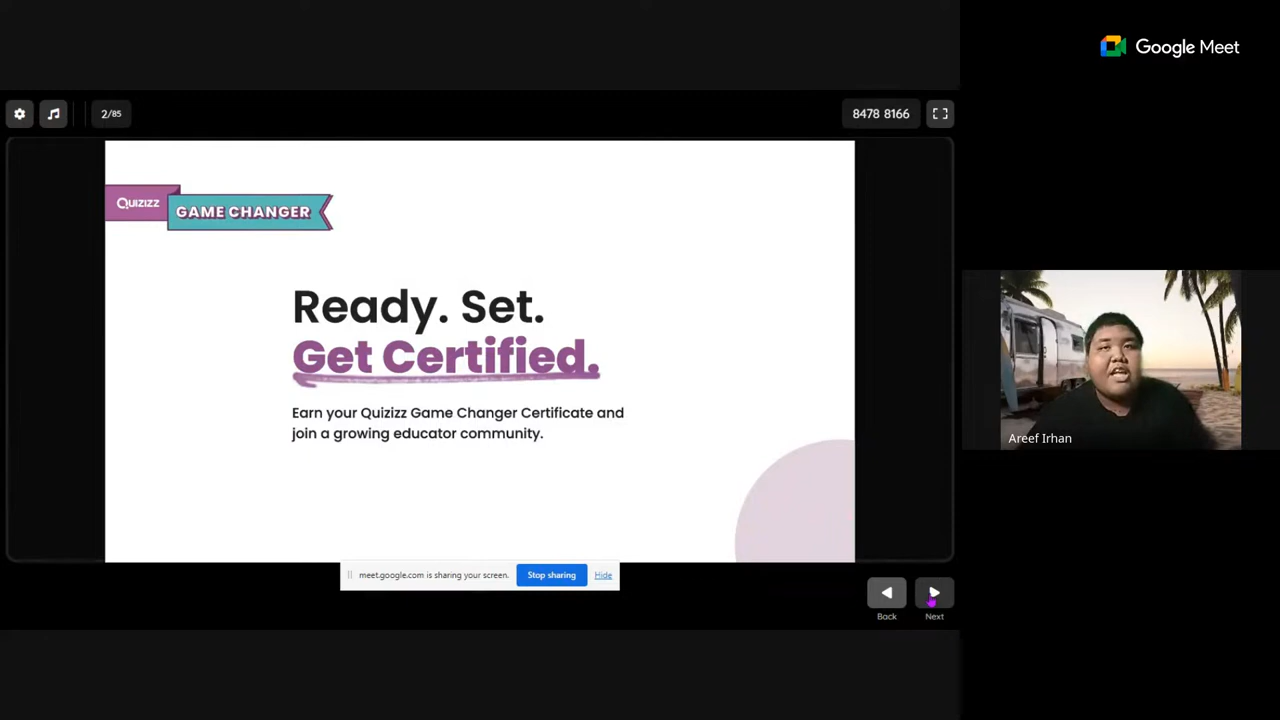 Google Meet
2/85
8478 8166
Quizizz
GAME CHANGER
Ready. Set.
Get Certified.
Earn your Quizizz Game Changer Certificate and
join a growing educator community.
Areef Irhan
meet.google.com is sharing your screen.
Stop sharing
Hide
Back
Next